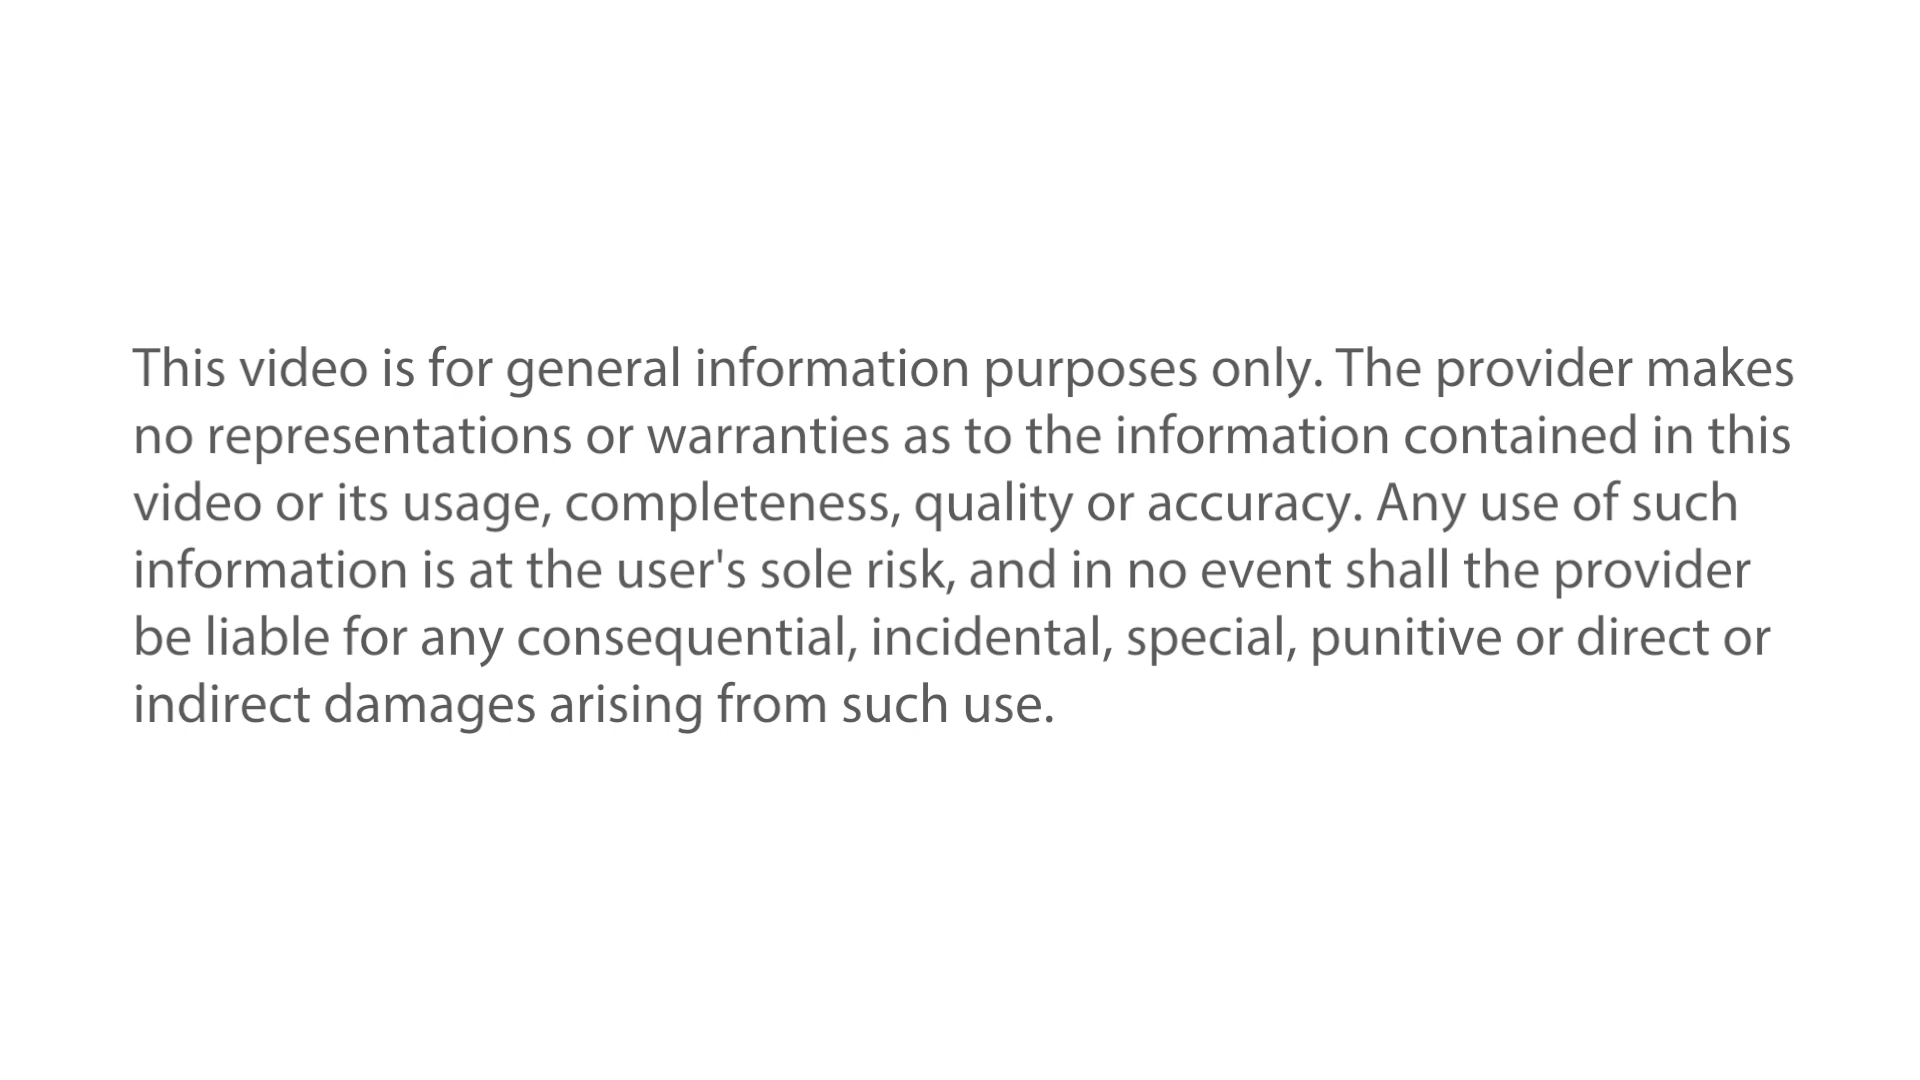 This video is for general information purposes only. The provider makes
no representations or warranties as to the information contained in this
video or its usage, completeness, quality or accuracy. Any use of such
information is at the user's sole risk, and in no event shall the provider
be liable for any consequential, incidental, special, punitive or direct or
indirect damages arising from such use.